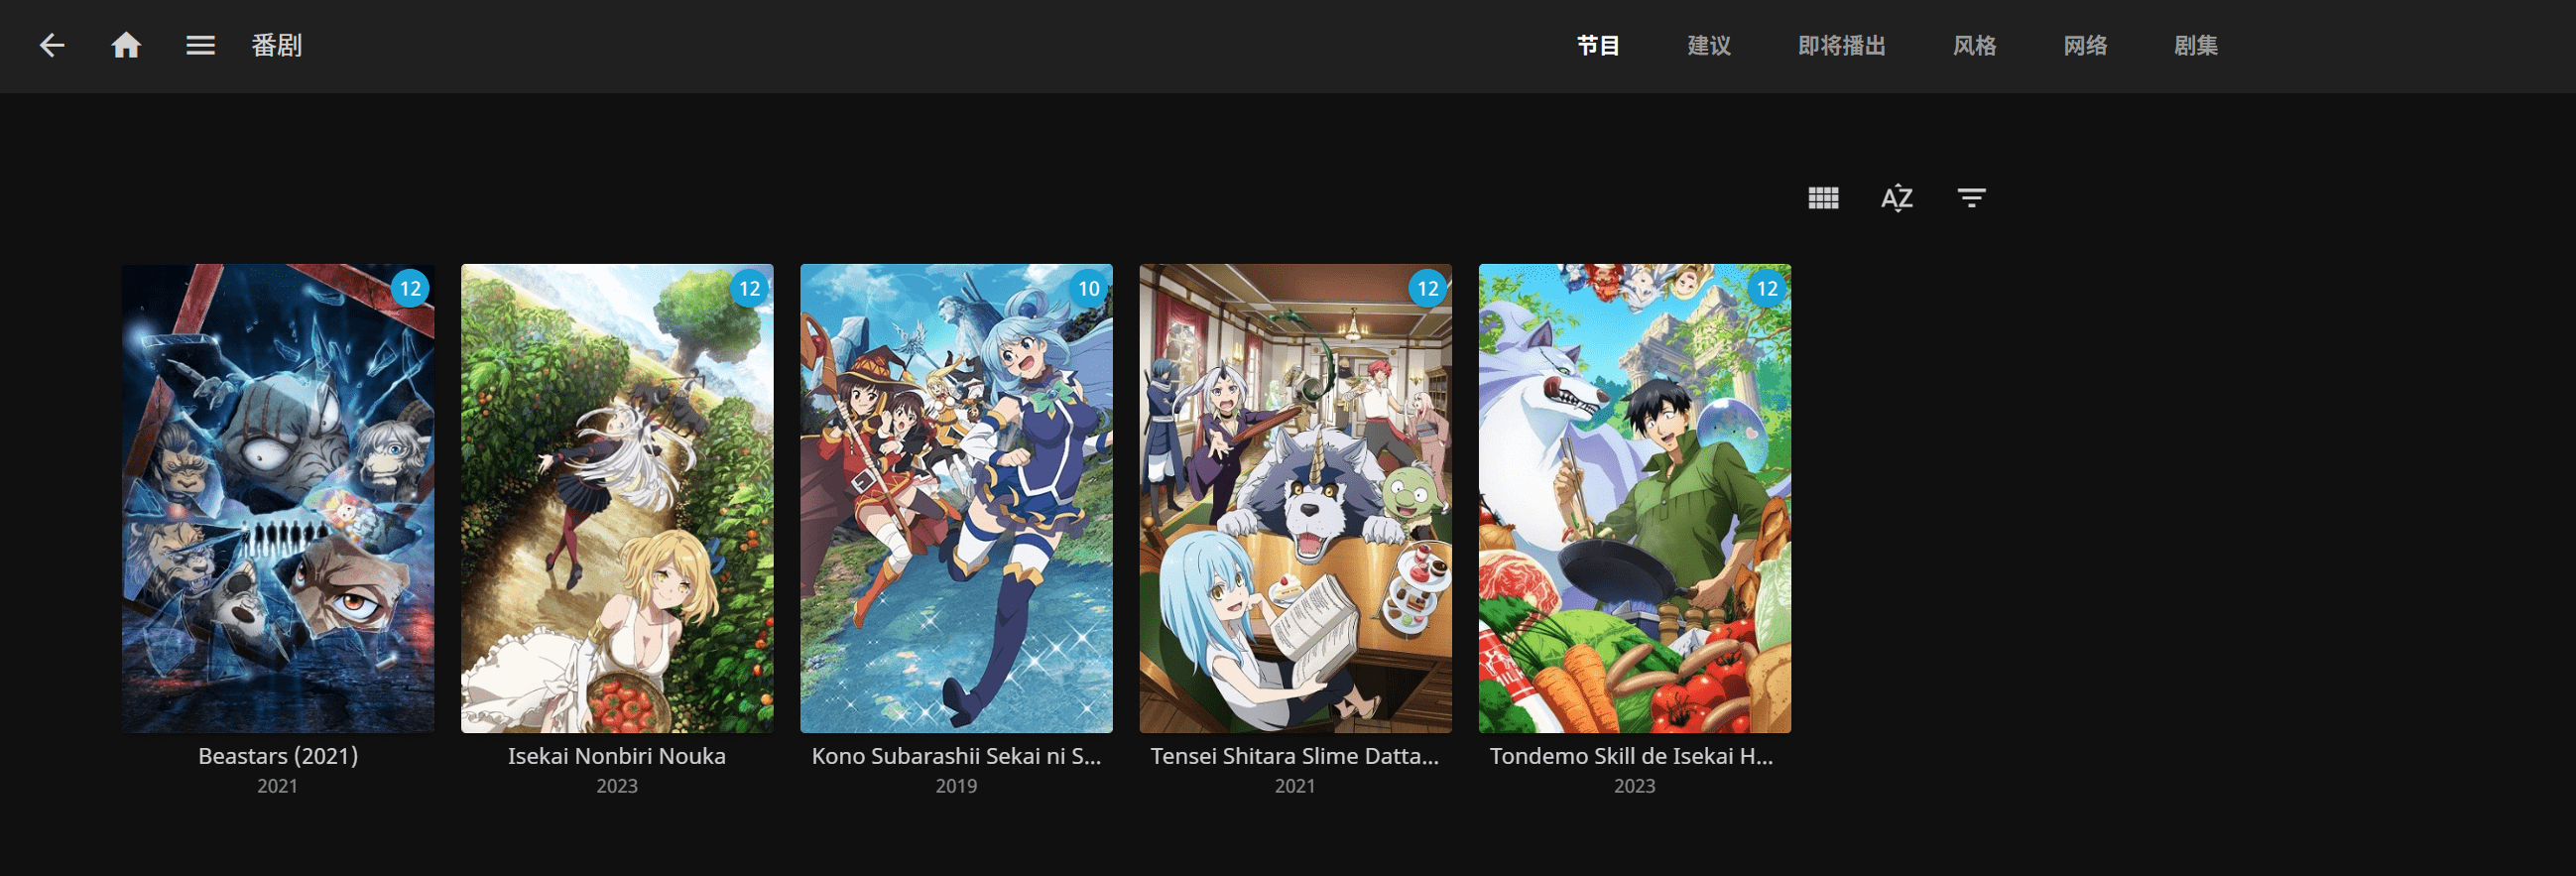 番剧
节目 建议 即将播出 风格 网络 剧集
AZ
12 12 10 12 12
Beastars (2021) Isekai Nonbiri Nouka Kono Subarashii Sekai ni S... Tensei Shitara Slime Datta... Tondemo Skill de Isekai H...
2021 2023 2019 2021 2023